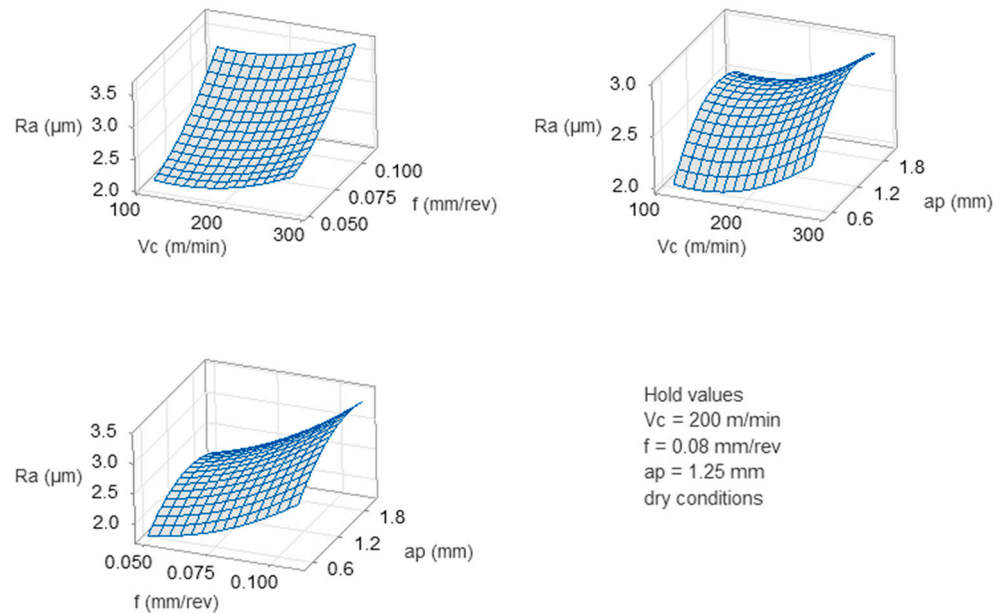 3.5
3.0
Ra (µm)
2.5
2.0
100
200
300
Vc (m/min)
0.100
0.075
0.050
f (mm/rev)
3.0
Ra (µm)
2.5
2.0
100
200
300
Vc (m/min)
1.8
1.2
0.6
ap (mm)
3.5
3.0
Ra (µm)
2.5
2.0
0.050
0.075
0.100
f (mm/rev)
1.8
1.2
0.6
ap (mm)
Hold values
Vc = 200 m/min
f = 0.08 mm/rev
ap = 1.25 mm
dry conditions